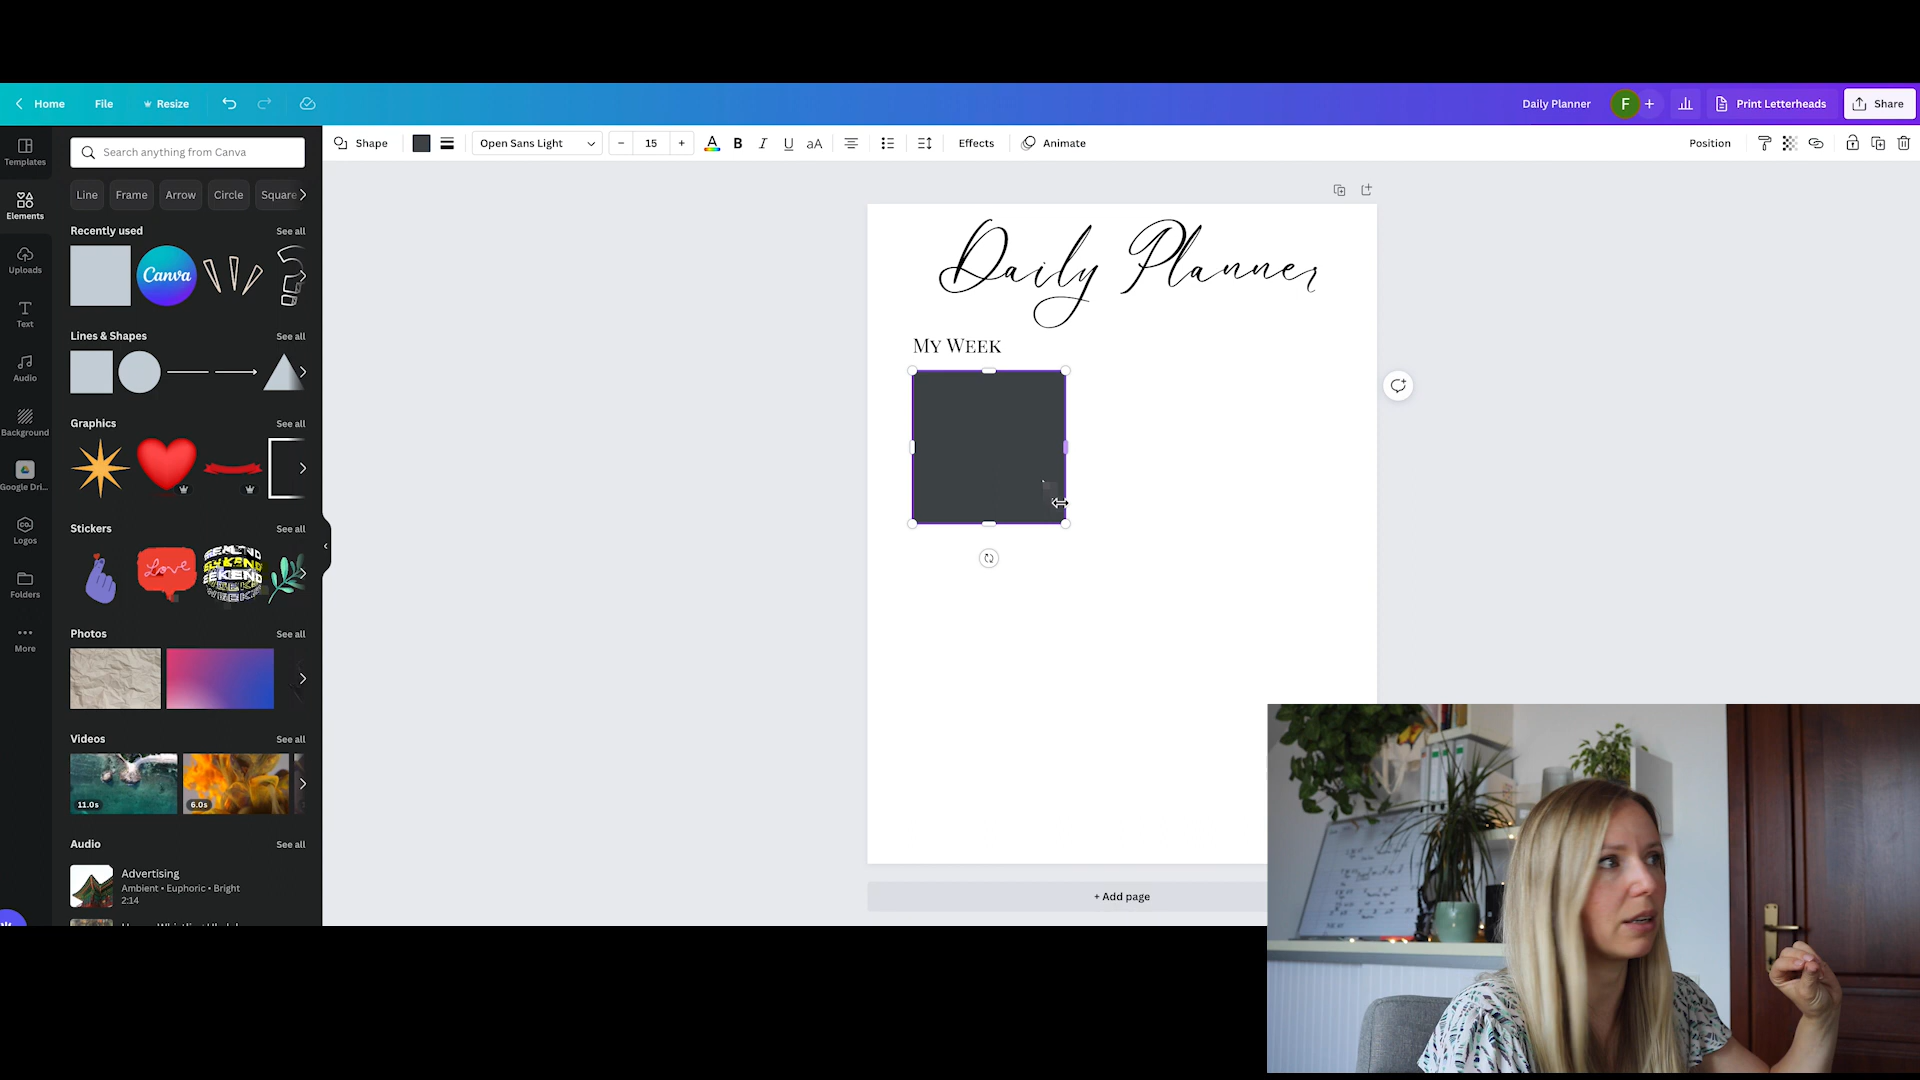 Home File Resize
Daily Planner F + Print Letterheads Share
Shape Open Sans Light – 15 + A B I U aA Effects Animate Position
Templates
Elements
Uploads
Text
Audio
Background
Google Dri...
CO.
Logos
Folders
More
Search anything from Canva
Line Frame Arrow Circle Square
Recently used See all
Canva
Lines & Shapes See all
Graphics See all
Stickers See all
Love
Photos See all
Videos See all
11.0s 6.0s
Audio See all
Advertising
Ambient • Euphoric • Bright
2:14
Daily Planner
My Week
+ Add page